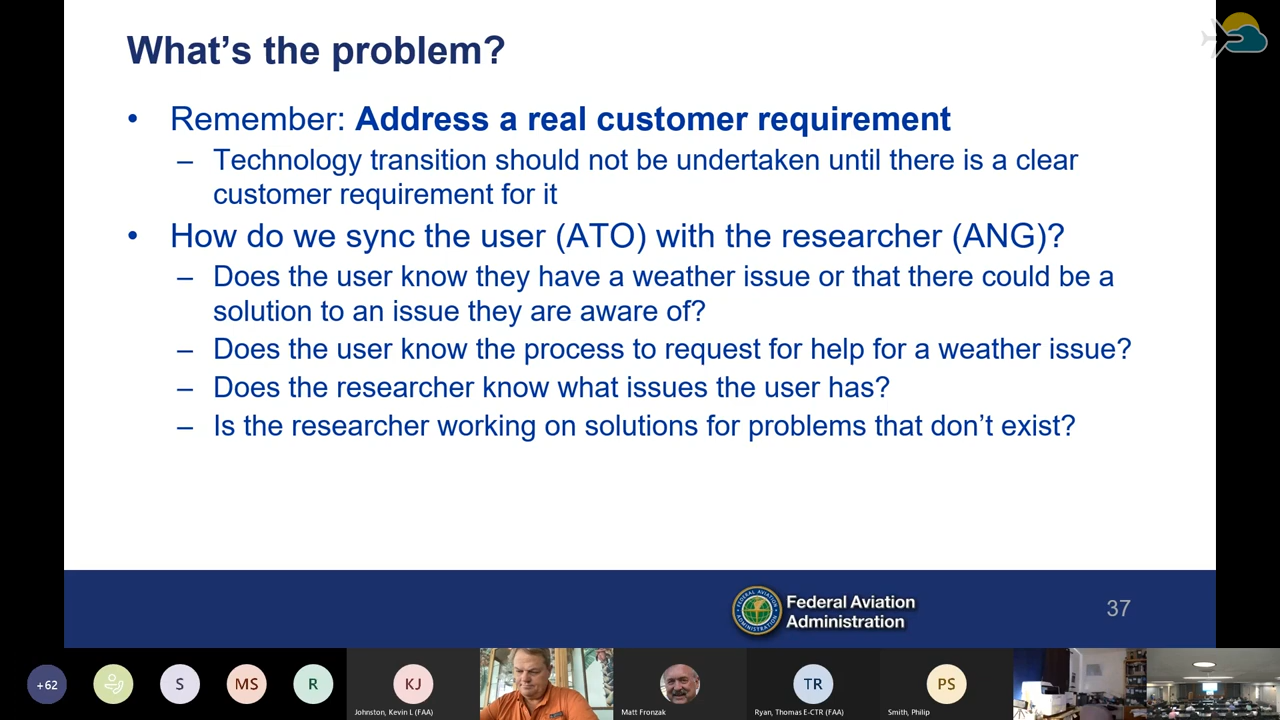 What’s the problem?
• Remember: Address a real customer requirement
– Technology transition should not be undertaken until there is a clear
customer requirement for it
• How do we sync the user (ATO) with the researcher (ANG)?
– Does the user know they have a weather issue or that there could be a
solution to an issue they are aware of?
– Does the user know the process to request for help for a weather issue?
– Does the researcher know what issues the user has?
– Is the researcher working on solutions for problems that don’t exist?
Federal Aviation
Administration
37
+62
S
MS
R
KJ
TR
PS
Johnston, Kevin L (FAA)
Matt Fronzak
Ryan, Thomas E-CTR (FAA)
Smith, Philip